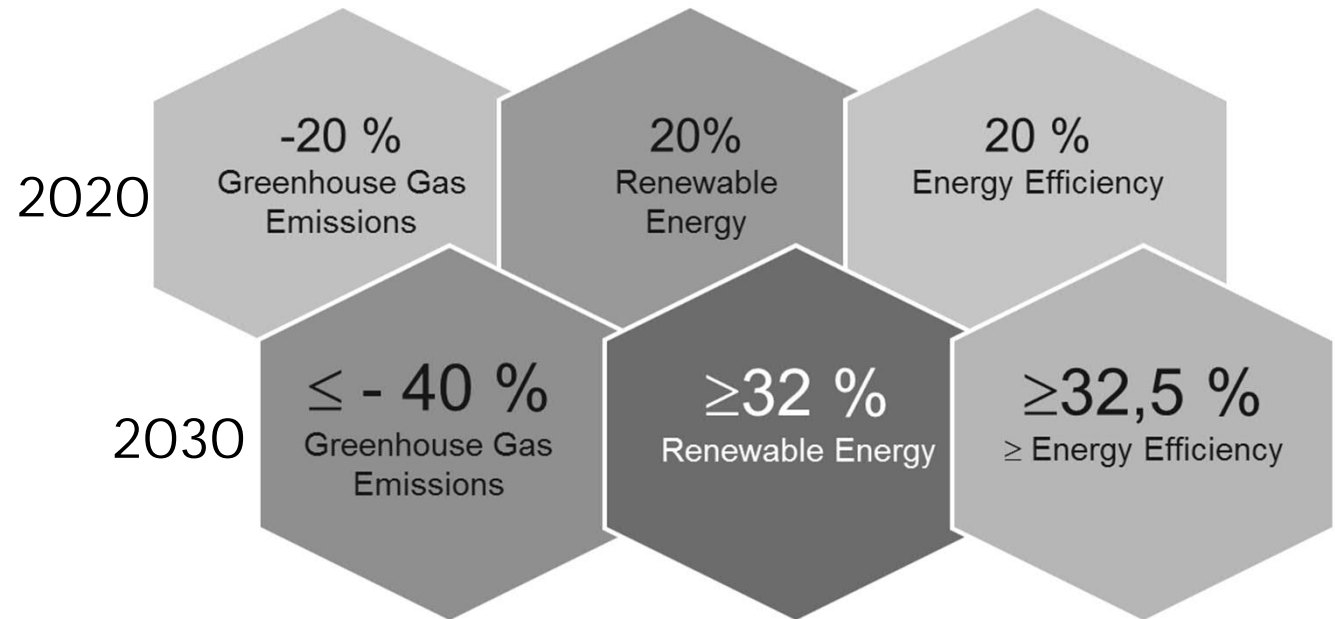 2020
-20 %
Greenhouse Gas
Emissions
20%
Renewable
Energy
20 %
Energy Efficiency
2030
≤ - 40 %
Greenhouse Gas
Emissions
≥32 %
Renewable Energy
≥32,5 %
≥ Energy Efficiency